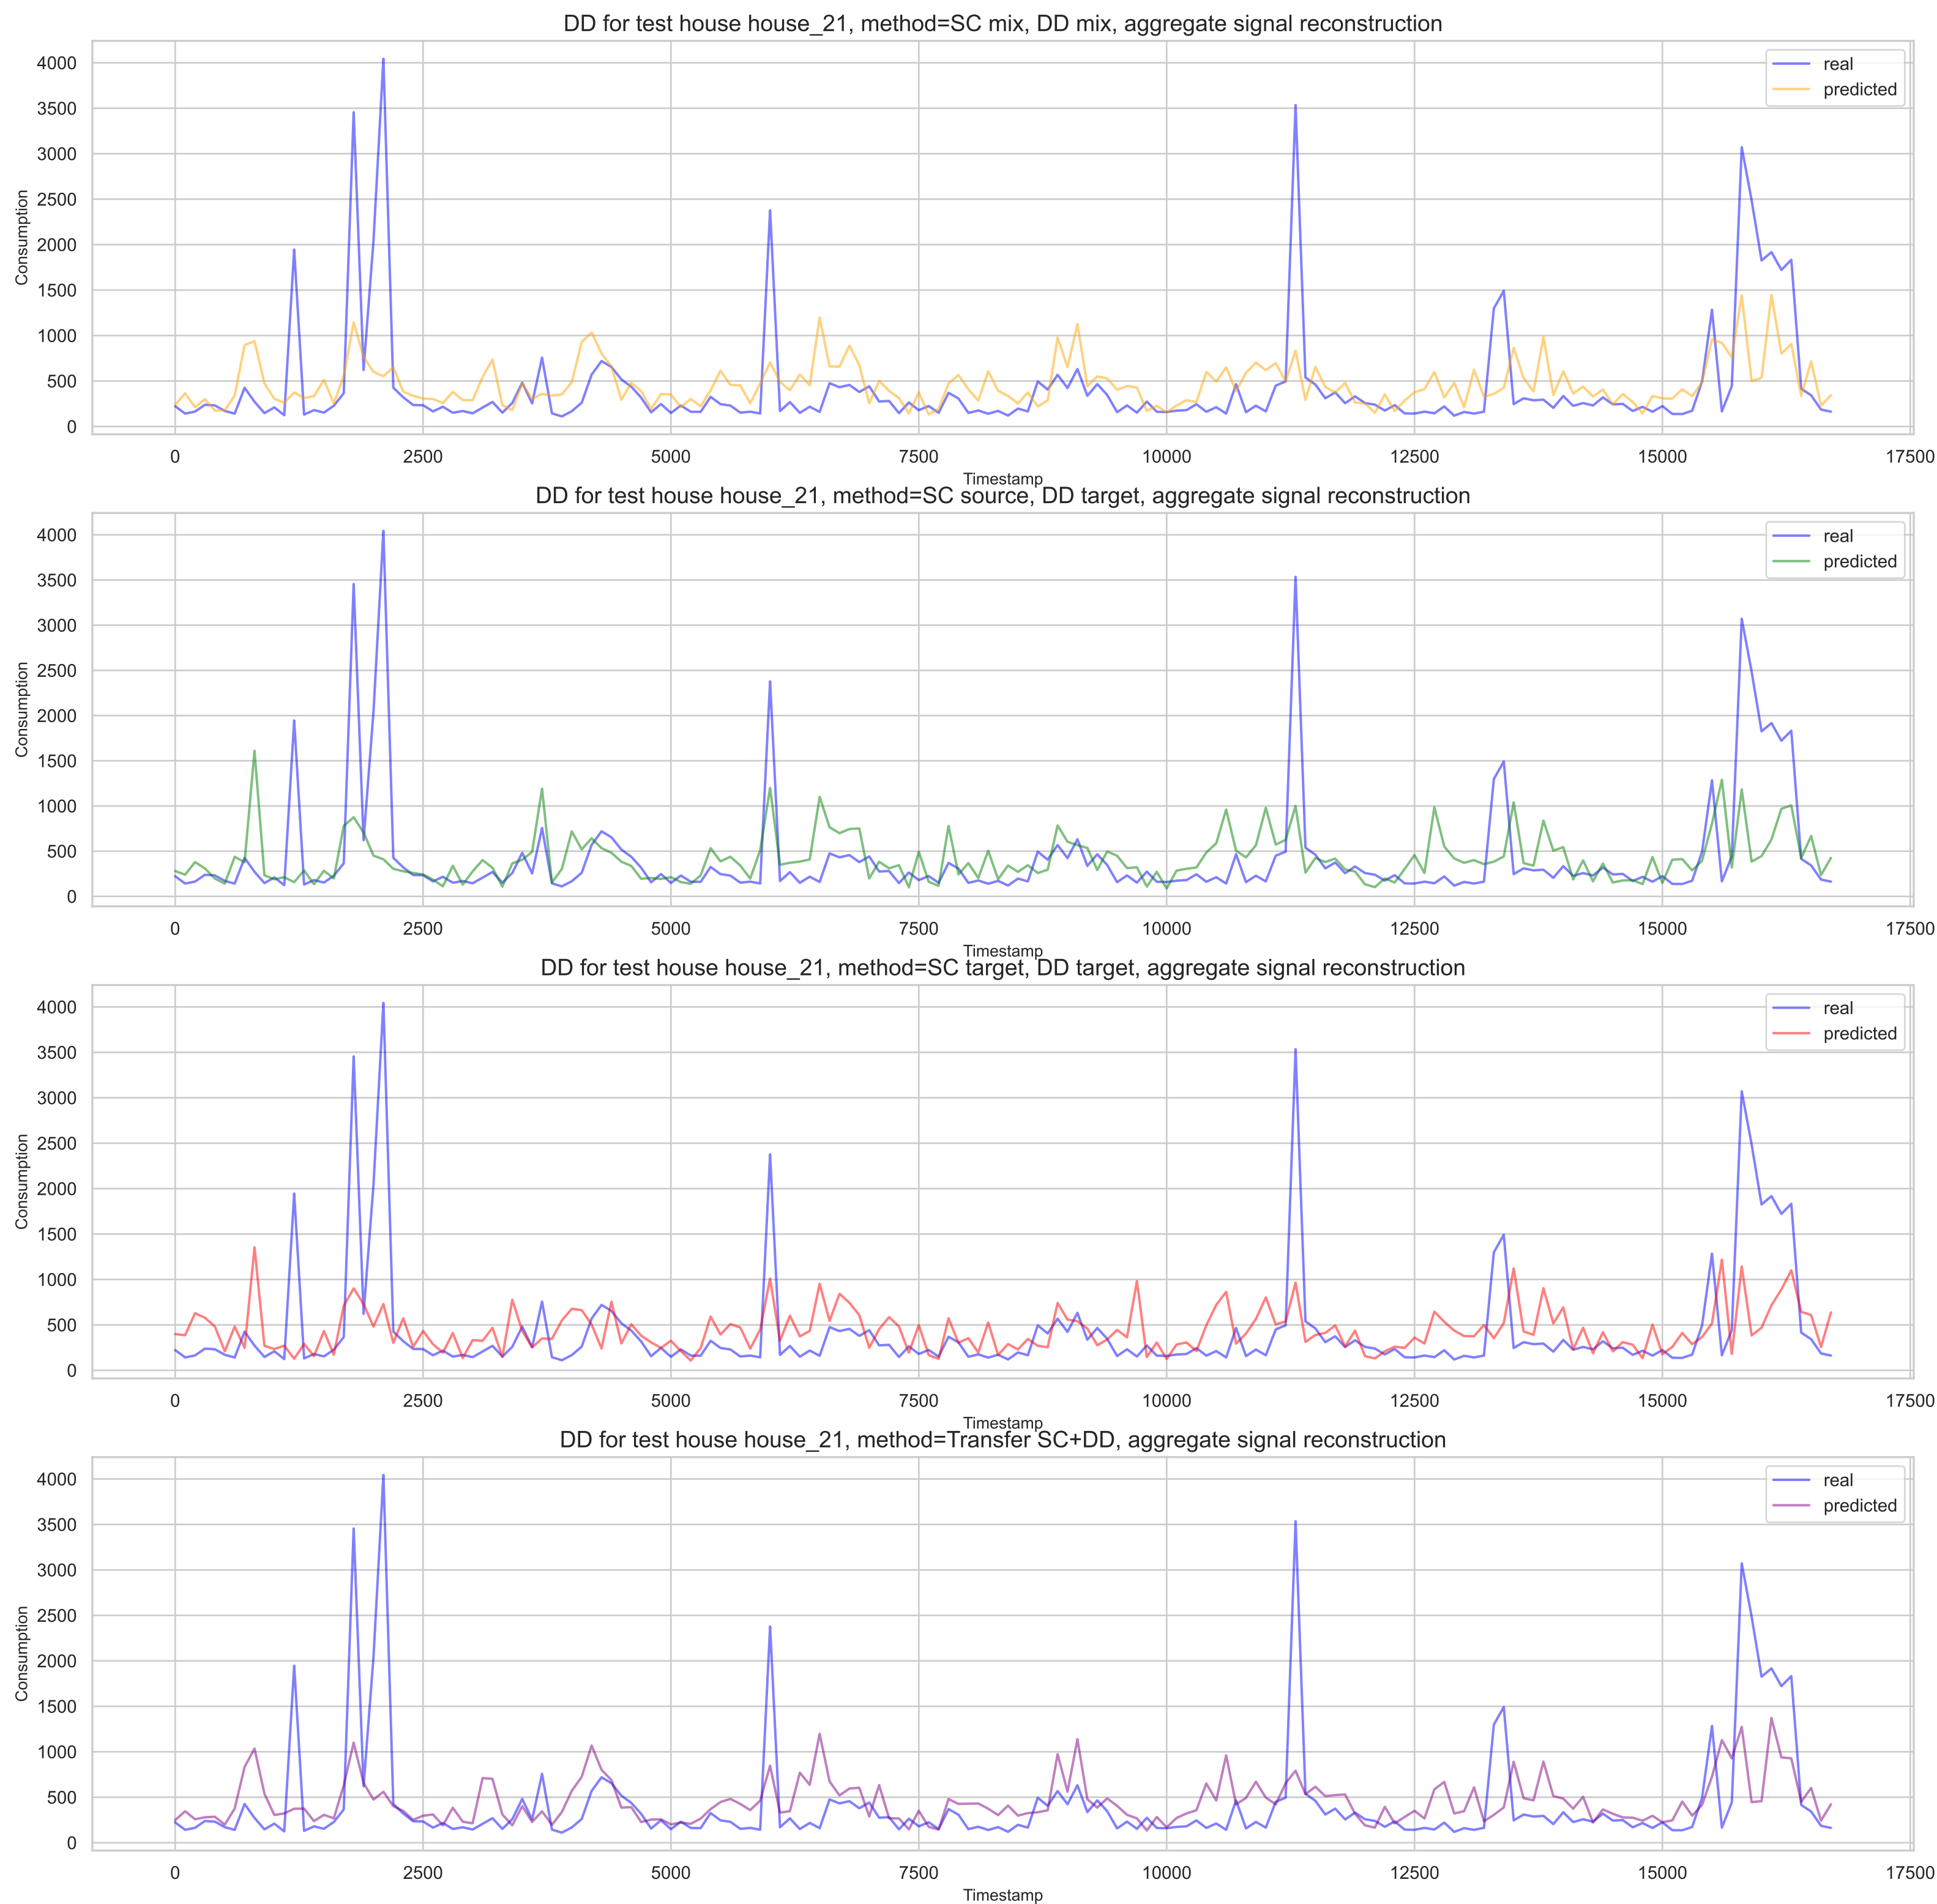 DD for test house house_21, method=SC mix, DD mix, aggregate signal reconstruction
real
predicted
4000
3500
3000
2500
2000
1500
1000
500
0
Consumption
0 2500 5000 7500 10000 12500 15000 17500
Timestamp
DD for test house house_21, method=SC source, DD target, aggregate signal reconstruction
real
predicted
4000
3500
3000
2500
2000
1500
1000
500
0
Consumption
0 2500 5000 7500 10000 12500 15000 17500
Timestamp
DD for test house house_21, method=SC target, DD target, aggregate signal reconstruction
real
predicted
4000
3500
3000
2500
2000
1500
1000
500
0
Consumption
0 2500 5000 7500 10000 12500 15000 17500
Timestamp
DD for test house house_21, method=Transfer SC+DD, aggregate signal reconstruction
real
predicted
4000
3500
3000
2500
2000
1500
1000
500
0
Consumption
0 2500 5000 7500 10000 12500 15000 17500
Timestamp